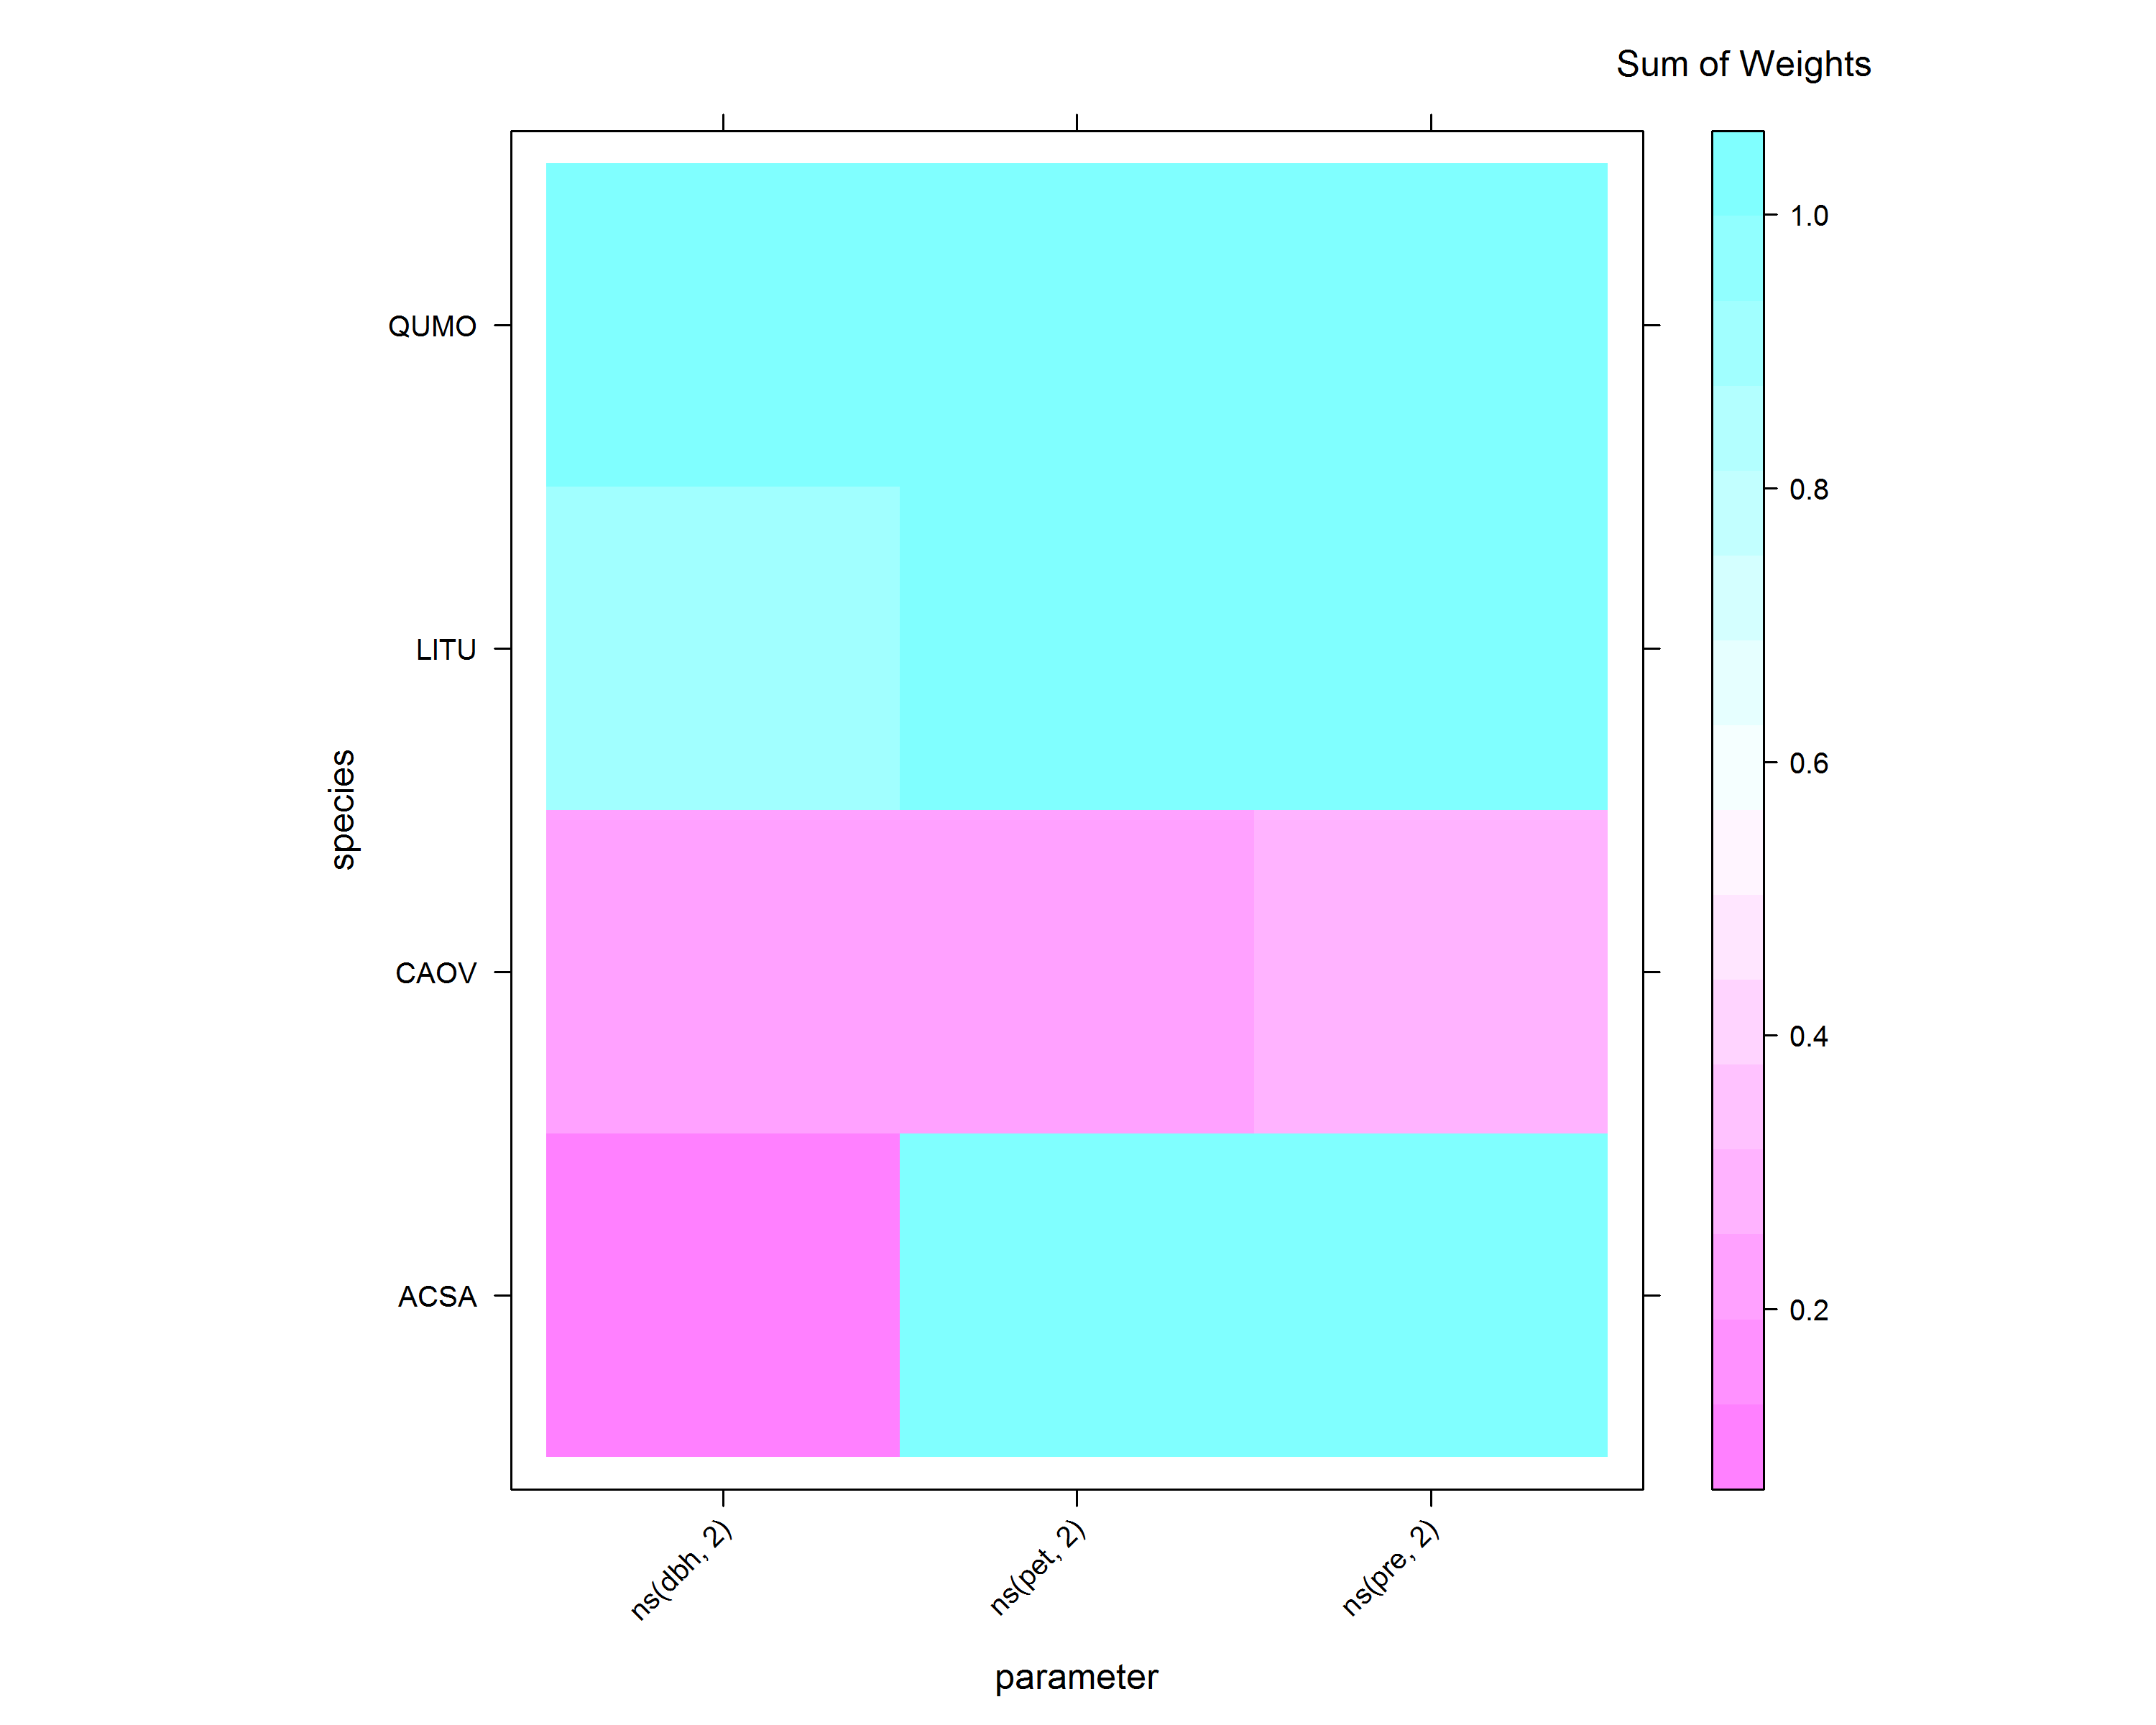 Sum of Weights
1.0
0.8
0.6
0.4
0.2
species
QUMO
LITU
CAOV
ACSA
ns(dbh, 2)
ns(pet, 2)
ns(pre, 2)
parameter